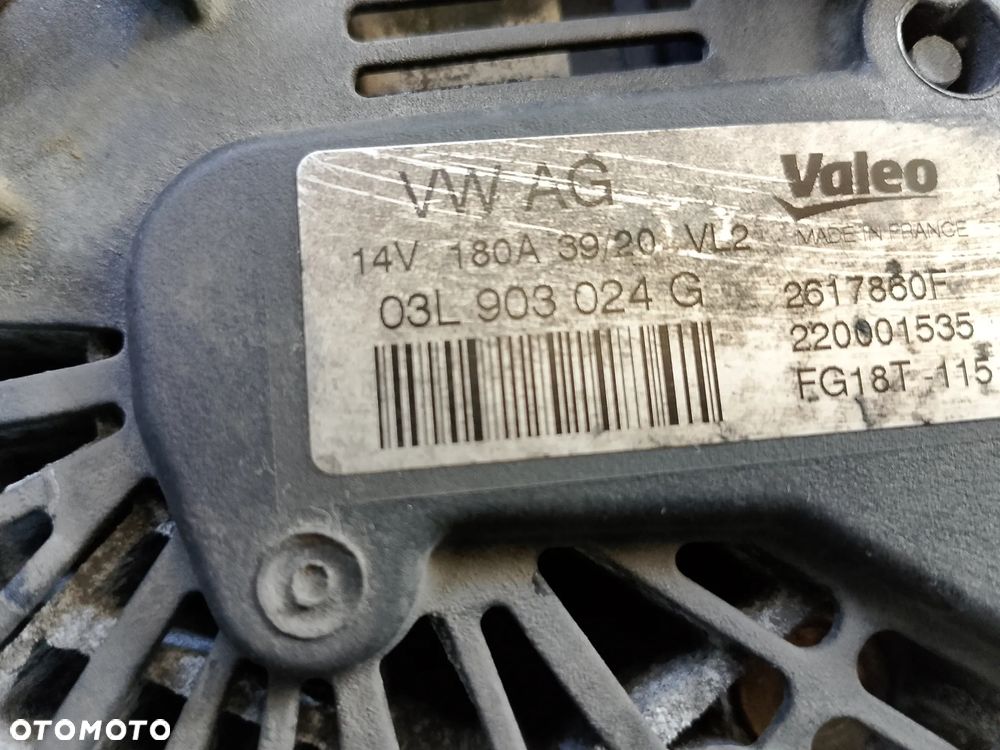 VW AG
Valeo
14V 180A 39/20 VL2
MADE IN FRANCE
03L 903 024 G
2617860F
220001535
FG18T -115
OTOMOTO